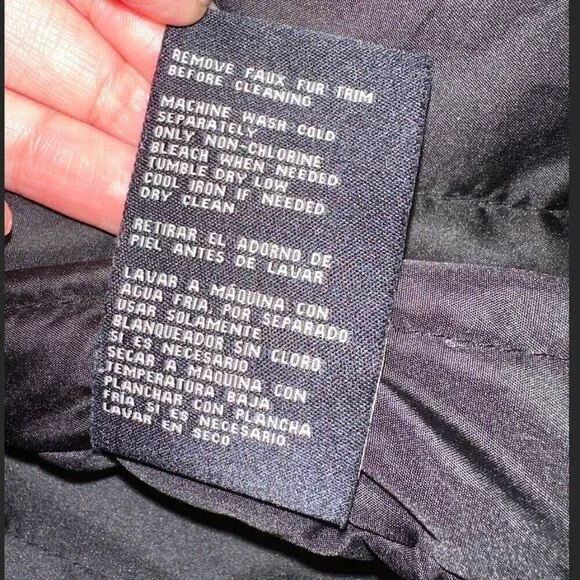 REMOVE FAUX FUR TRIM
BEFORE CLEANING
MACHINE WASH COLD
SEPARATELY
ONLY NON-CHLORINE
BLEACH WHEN NEEDED
TUMBLE DRY LOW
COOL IRON IF NEEDED
DRY CLEAN
RETIRAR EL ADORNO DE
PIEL ANTES DE LAVAR
LAVAR A MÁQUINA CON
AGUA FRÍA, POR SEPARADO
USAR SOLAMENTE
BLANQUEADOR SIN CLORO
SI ES NECESARIO
SECAR A MÁQUINA CON
TEMPERATURA BAJA
PLANCHAR CON PLANCHA
FRÍA SI ES NECESARIO
LAVAR EN SECO